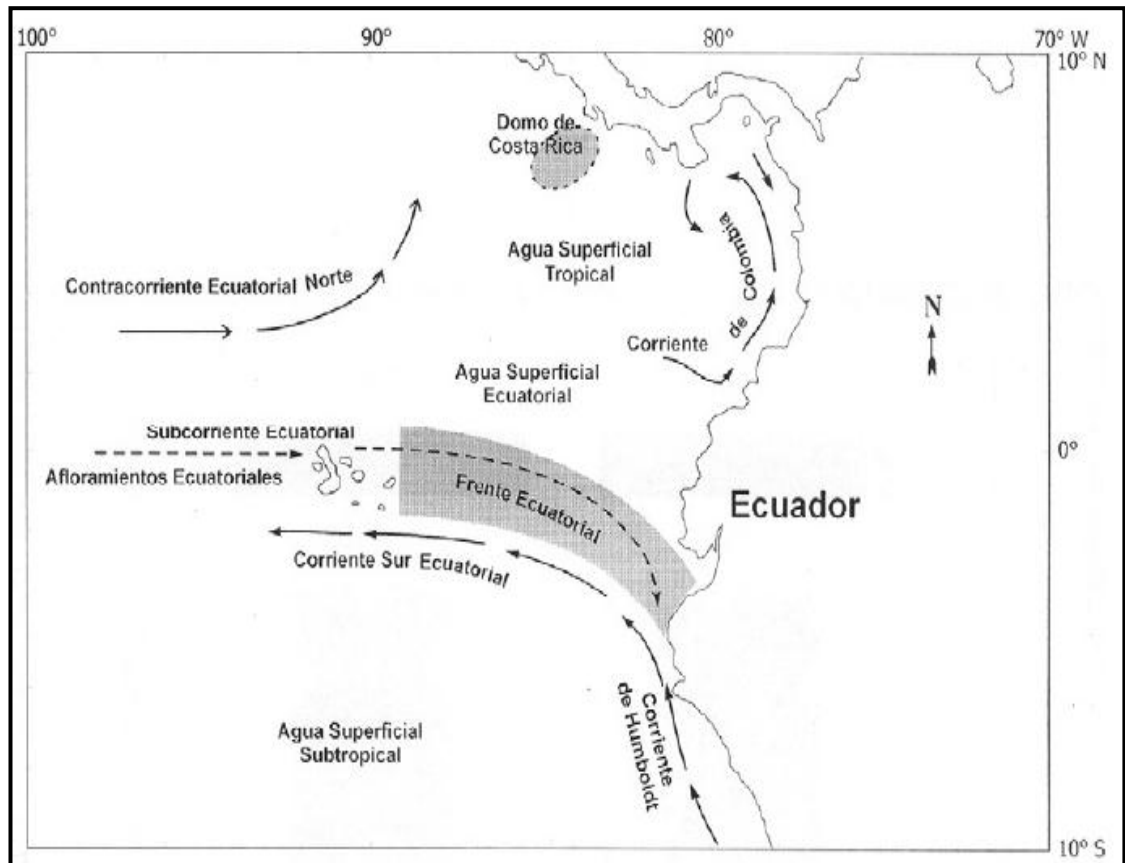 100°
90°
80°
70° W
10° N
Domo de
Costa Rica
Agua Superficial
Tropical
Contracorriente Ecuatorial Norte
Corriente de Colombia
N
Agua Superficial
Ecuatorial
Subcorriente Ecuatorial
0°
Afloramientos Ecuatoriales
Frente Ecuatorial
Ecuador
Corriente Sur Ecuatorial
Corriente
de Humboldt
Agua Superficial
Subtropical
10° S